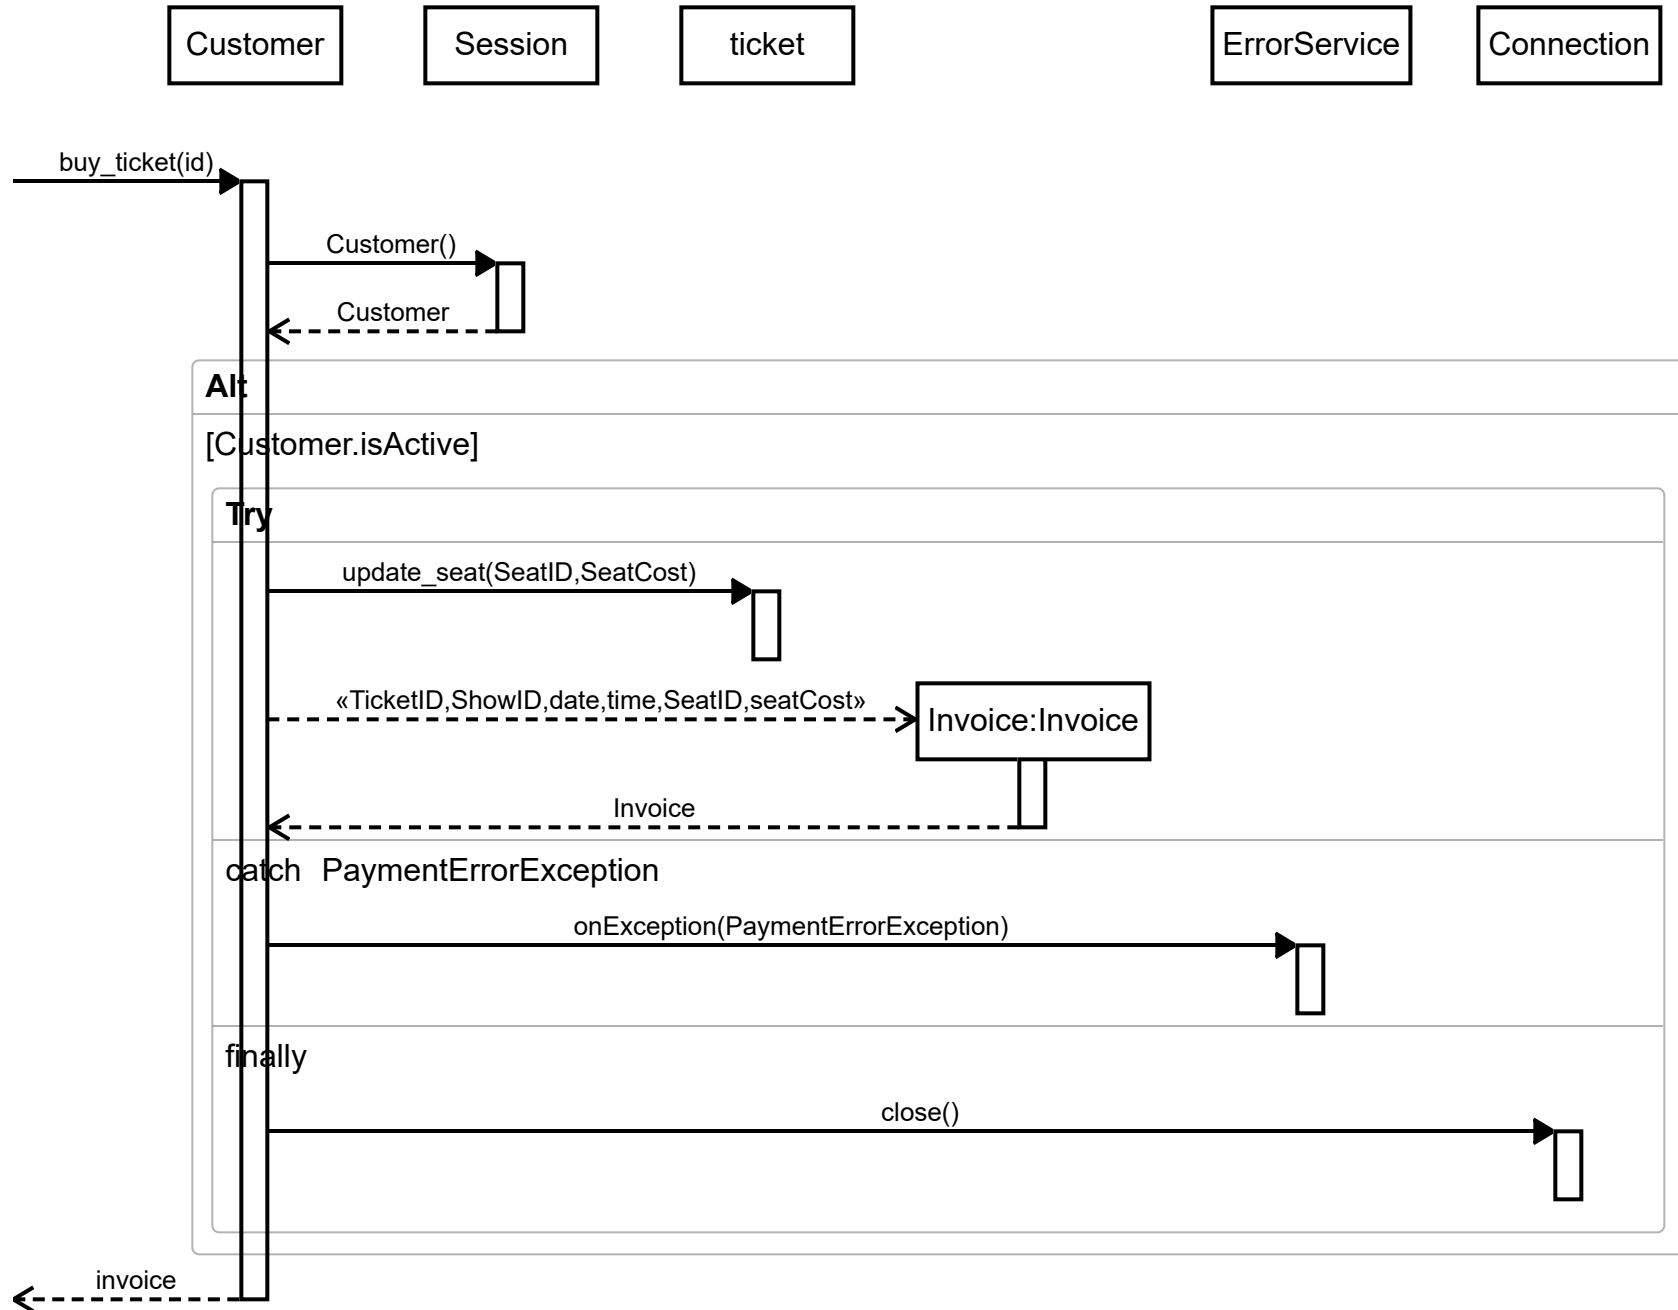 Customer
Session
ticket
ErrorService
Connection
buy_ticket(id)
Customer()
Customer
Alt
[Customer.isActive]
Try
update_seat(SeatID,SeatCost)
«TicketID,ShowID,date,time,SeatID,seatCost»
Invoice:Invoice
Invoice
catch PaymentErrorException
onException(PaymentErrorException)
finally
close()
invoice